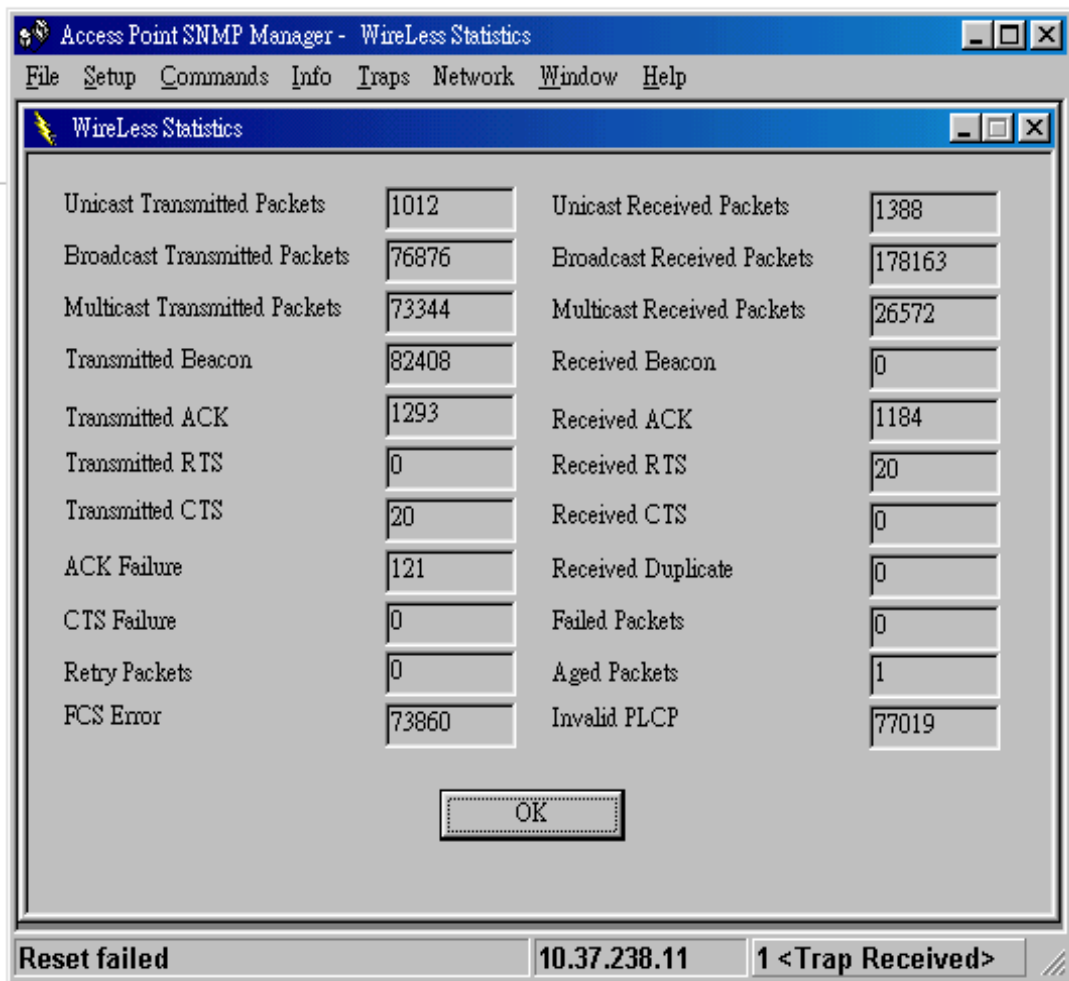 Access Point SNMP Manager - WireLess Statistics
File Setup Commands Info Traps Network Window Help
WireLess Statistics
Unicast Transmitted Packets 1012 Unicast Received Packets 1388
Broadcast Transmitted Packets 76876 Broadcast Received Packets 178163
Multicast Transmitted Packets 73344 Multicast Received Packets 26572
Transmitted Beacon 82408 Received Beacon 0
Transmitted ACK 1293 Received ACK 1184
Transmitted RTS 0 Received RTS 20
Transmitted CTS 20 Received CTS 0
ACK Failure 121 Received Duplicate 0
CTS Failure 0 Failed Packets 0
Retry Packets 0 Aged Packets 1
FCS Error 73860 Invalid PLCP 77019
OK
Reset failed 10.37.238.11 1 <Trap Received>